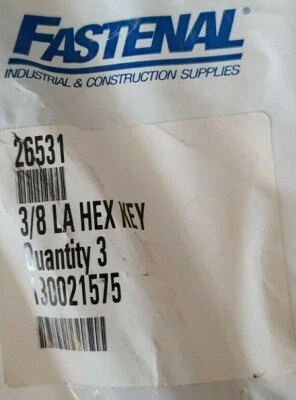 FASTENAL®
INDUSTRIAL & CONSTRUCTION SUPPLIES
26531
3/8 LA HEX KEY
Quantity 3
130021575